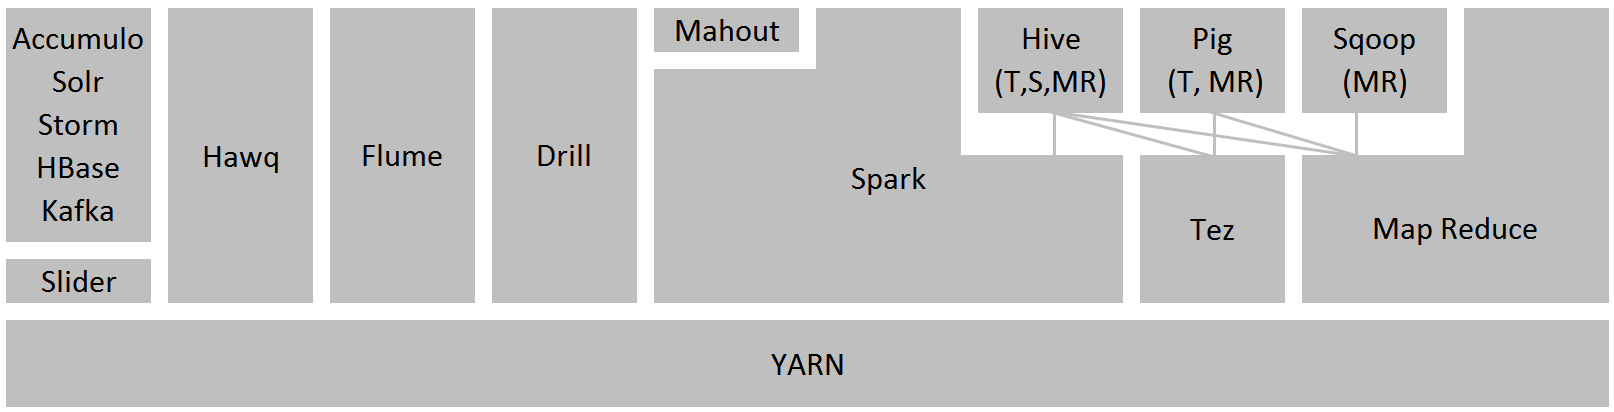 Accumulo
Solr
Storm
HBase
Kafka
Slider
Hawq
Flume
Drill
Mahout
Spark
Hive
(T,S,MR)
Pig
(T, MR)
Sqoop
(MR)
Tez
Map Reduce
YARN